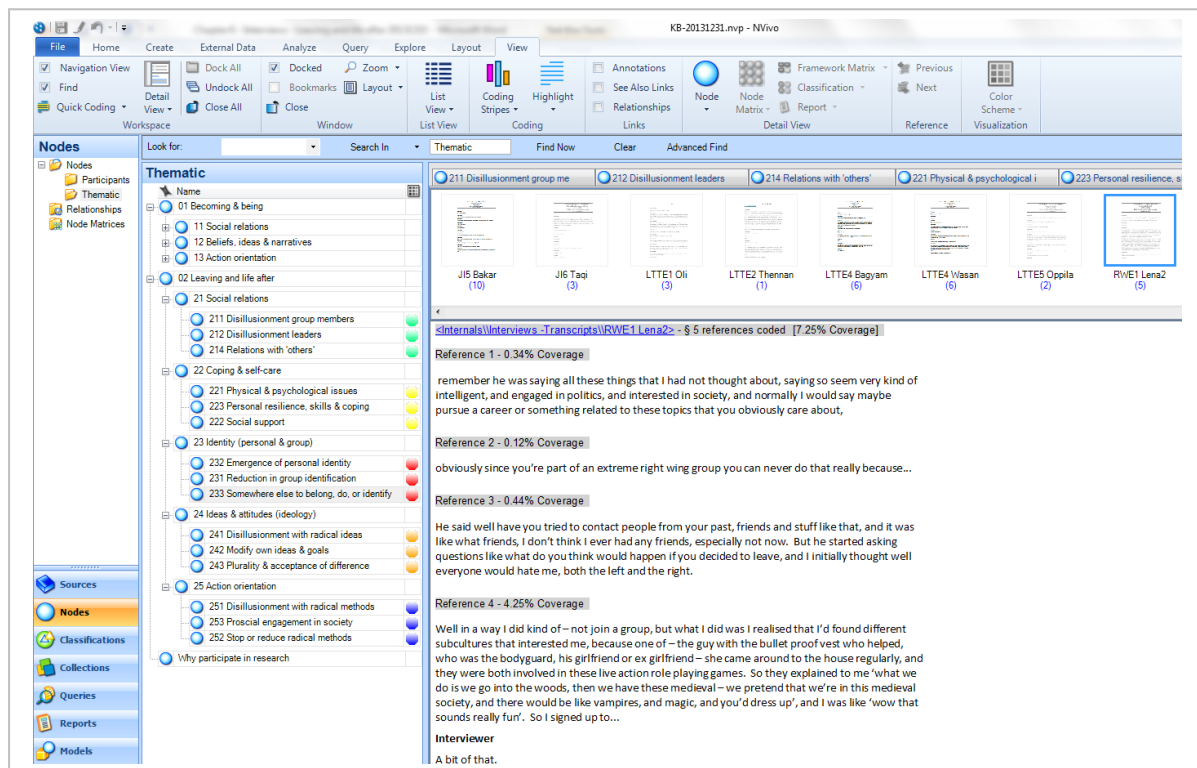 KB-20131231.nvp - NVivo
File Home Create External Data Analyze Query Explore Layout View
Navigation View
Find
Quick Coding
Workspace
Detail View
Dock All
Undock All
Close All
Docked
Bookmarks
Close
Zoom
Layout
Window
List View
List View
Coding Stripes
Highlight
Coding
Annotations
See Also Links
Relationships
Links
Node
Node Matrix
Framework Matrix
Classification
Report
Detail View
Previous
Next
Reference
Color Scheme
Visualization
Nodes
Nodes
Participants
Thematic
Relationships
Node Matrices
Sources
Nodes
Classifications
Collections
Queries
Reports
Models
Look for: Search In Thematic Find Now Clear Advanced Find
Thematic
Name
01 Becoming & being
11 Social relations
12 Beliefs, ideas & narratives
13 Action orientation
02 Leaving and life after
21 Social relations
211 Disillusionment group members
212 Disillusionment leaders
214 Relations with 'others'
22 Coping & self-care
221 Physical & psychological issues
223 Personal resilience, skills & coping
222 Social support
23 Identity (personal & group)
232 Emergence of personal identity
231 Reduction in group identification
233 Somewhere else to belong, do, or identify
24 Ideas & attitudes (ideology)
241 Disillusionment with radical ideas
242 Modify own ideas & goals
243 Plurality & acceptance of difference
25 Action orientation
251 Disillusionment with radical methods
253 Proscial engagement in society
252 Stop or reduce radical methods
Why participate in research
211 Disillusionment group me 212 Disillusionment leaders 214 Relations with 'others' 221 Physical & psychological i 223 Personal resilience, s
JI5 Bakar JI6 Taqi LTTE1 Oli LTTE2 Thennan LTTE4 Bagyam LTTE4 Wasan LTTE5 Oppila RWE1 Lena2
(10) (3) (3) (1) (6) (6) (2) (5)
<Internals\\Interviews -Transcripts\\RWE1 Lena2> - § 5 references coded [7.25% Coverage]
Reference 1 - 0.34% Coverage
remember he was saying all these things that I had not thought about, saying so seem very kind of
intelligent, and engaged in politics, and interested in society, and normally I would say maybe
pursue a career or something related to these topics that you obviously care about,
Reference 2 - 0.12% Coverage
obviously since you're part of an extreme right wing group you can never do that really because...
Reference 3 - 0.44% Coverage
He said well have you tried to contact people from your past, friends and stuff like that, and it was
like what friends, I don't think I ever had any friends, especially not now. But he started asking
questions like what do you think would happen if you decided to leave, and I initially thought well
everyone would hate me, both the left and the right.
Reference 4 - 4.25% Coverage
Well in a way I did kind of – not join a group, but what I did was I realised that I'd found different
subcultures that interested me, because one of – the guy with the bullet proof vest who helped,
who was the bodyguard, his girlfriend or ex girlfriend – she came around to the house regularly, and
they were both involved in these live action role playing games. So they explained to me 'what we
do is we go into the woods, then we have these medieval – we pretend that we're in this medieval
society, and there would be like vampires, and magic, and you'd dress up', and I was like 'wow that
sounds really fun'. So I signed up to...
Interviewer
A bit of that.